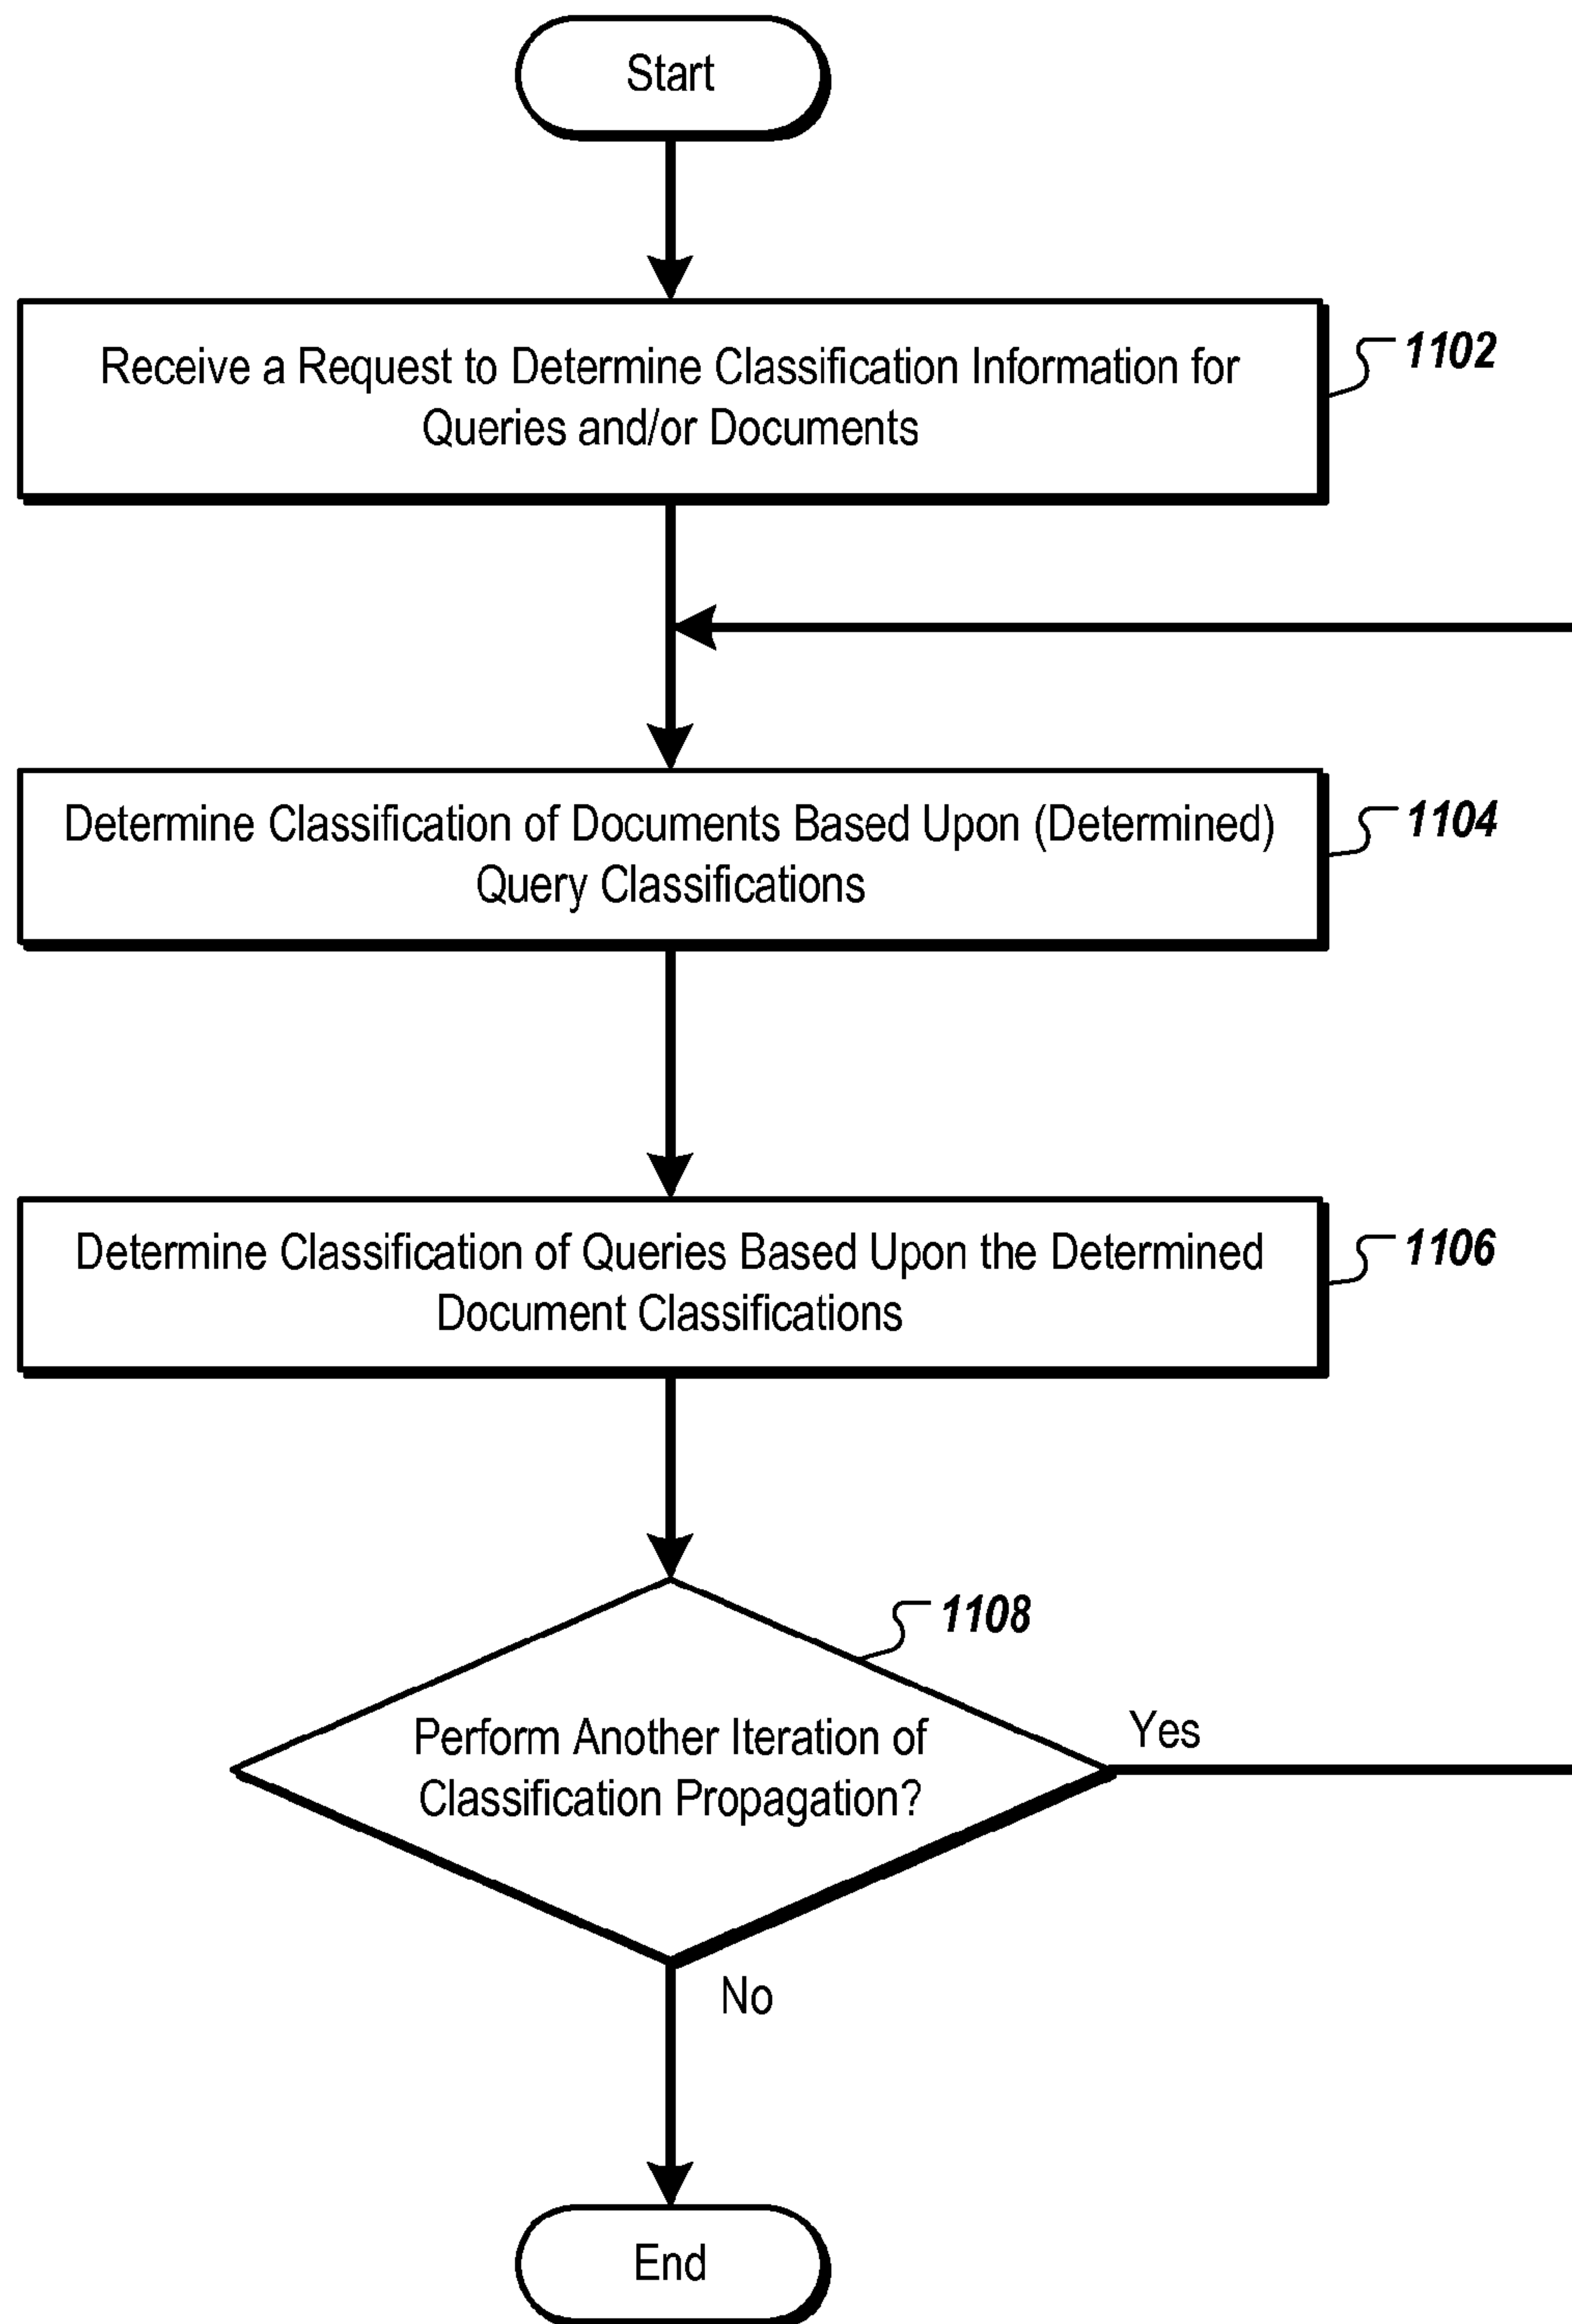 Start
Receive a Request to Determine Classification Information for
Queries and/or Documents
1102
Determine Classification of Documents Based Upon (Determined)
Query Classifications
1104
Determine Classification of Queries Based Upon the Determined
Document Classifications
1106
1108
Perform Another Iteration of
Classification Propagation?
Yes
No
End